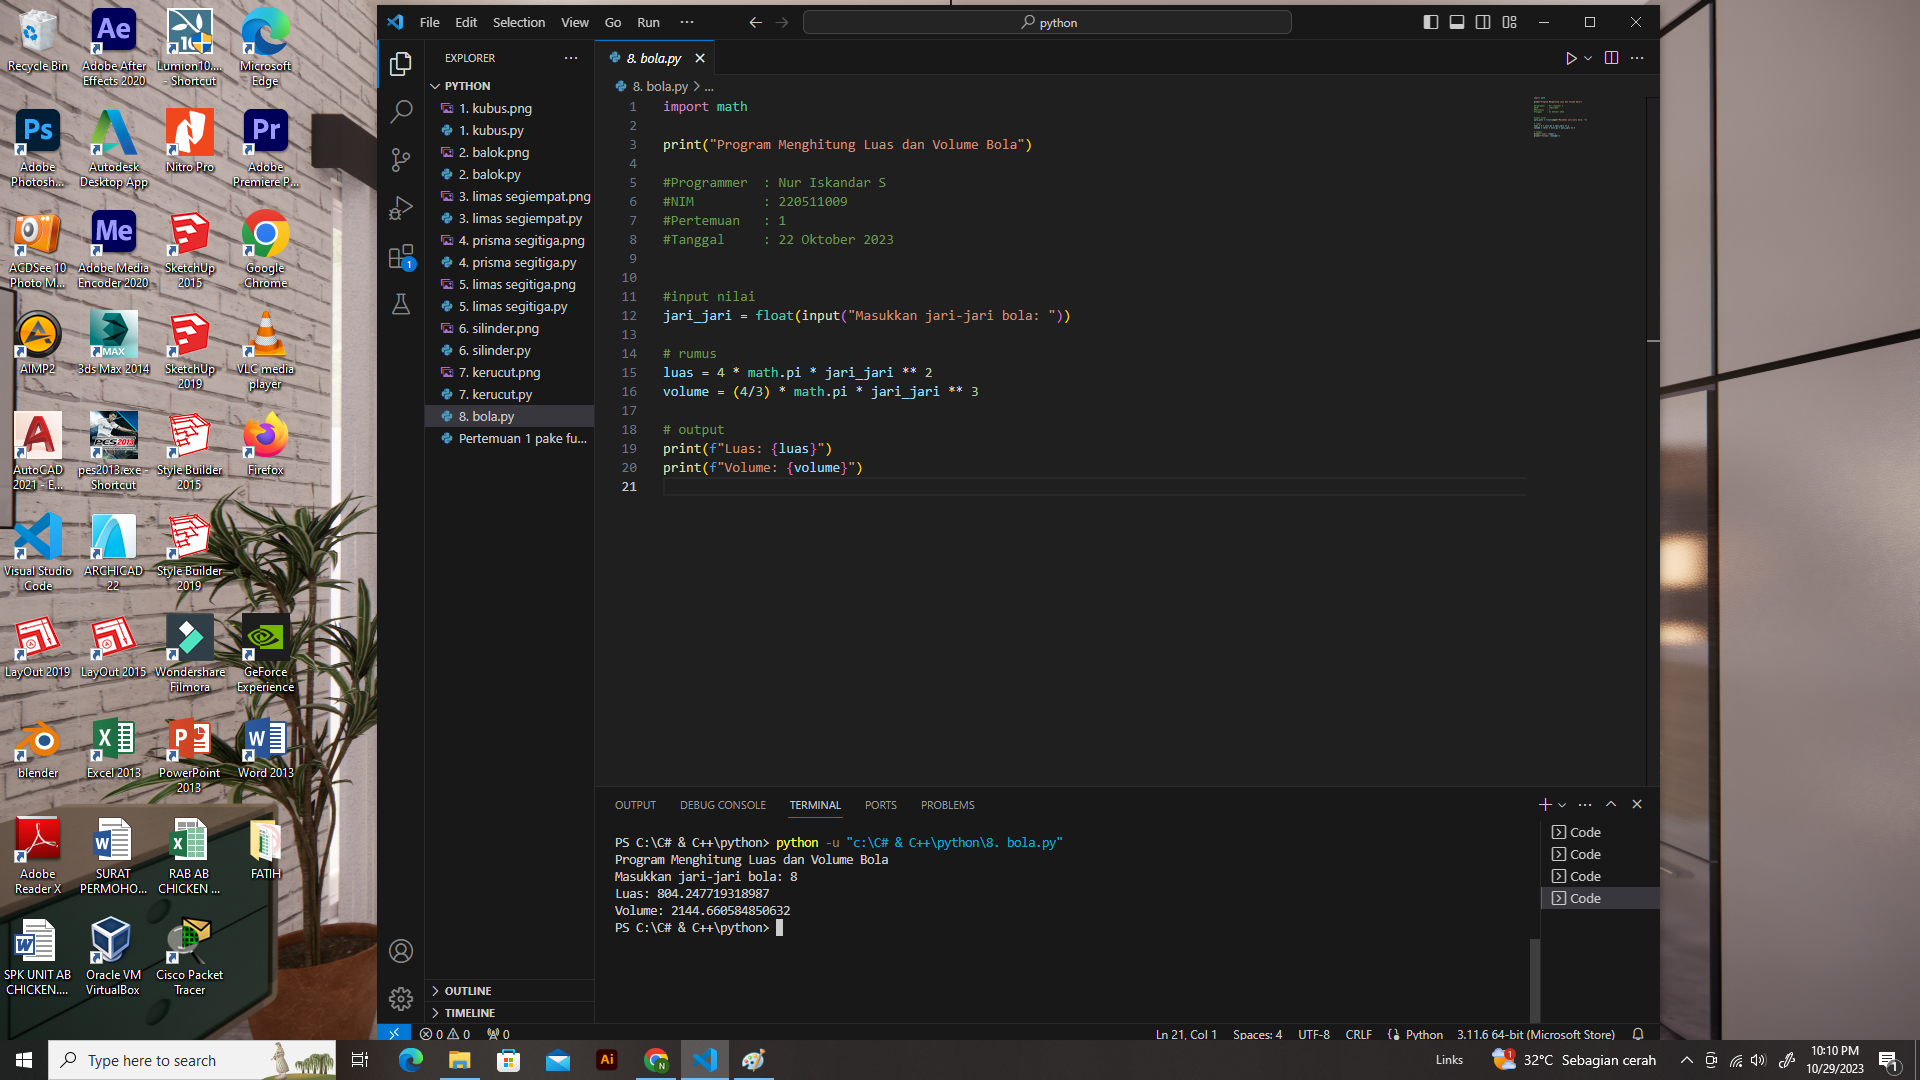 Recycle Bin
Adobe After Effects 2020
Lumion10.... - Shortcut
Microsoft Edge
Adobe Photosh...
Autodesk Desktop App
Nitro Pro
Adobe Premiere P...
ACDSee 10 Photo M...
Adobe Media Encoder 2020
SketchUp 2015
Google Chrome
AIMP2
3ds Max 2014
SketchUp 2019
VLC media player
AutoCAD 2021 - E...
pes2013.exe - Shortcut
Style Builder 2015
Firefox
Visual Studio Code
ARCHICAD 22
Style Builder 2019
LayOut 2019
LayOut 2015
Wondershare Filmora
GeForce Experience
blender
Excel 2013
PowerPoint 2013
Word 2013
Adobe Reader X
SURAT PERMOHO...
RAB AB CHICKEN ...
FATIH
SPK UNIT AB CHICKEN....
Oracle VM VirtualBox
Cisco Packet Tracer
File Edit Selection View Go Run ···
python
EXPLORER ···
PYTHON
1. kubus.png
1. kubus.py
2. balok.png
2. balok.py
3. limas segiempat.png
3. limas segiempat.py
4. prisma segitiga.png
4. prisma segitiga.py
5. limas segitiga.png
5. limas segitiga.py
6. silinder.png
6. silinder.py
7. kerucut.png
7. kerucut.py
8. bola.py
Pertemuan 1 pake fu...
OUTLINE
TIMELINE
8. bola.py
8. bola.py > ...
1 import math
2
3 print("Program Menghitung Luas dan Volume Bola")
4
5 #Programmer  : Nur Iskandar S
6 #NIM         : 220511009
7 #Pertemuan   : 1
8 #Tanggal     : 22 Oktober 2023
9
10
11 #input nilai
12 jari_jari = float(input("Masukkan jari-jari bola: "))
13
14 # rumus
15 luas = 4 * math.pi * jari_jari ** 2
16 volume = (4/3) * math.pi * jari_jari ** 3
17
18 # output
19 print(f"Luas: {luas}")
20 print(f"Volume: {volume}")
21
OUTPUT DEBUG CONSOLE TERMINAL PORTS PROBLEMS
PS C:\C# & C++\python> python -u "c:\C# & C++\python\8. bola.py"
Program Menghitung Luas dan Volume Bola
Masukkan jari-jari bola: 8
Luas: 804.247719318987
Volume: 2144.660584850632
PS C:\C# & C++\python>
Code
Code
Code
Code
0 0 0
Ln 21, Col 1 Spaces: 4 UTF-8 CRLF Python 3.11.6 64-bit (Microsoft Store)
Type here to search
Links
32°C Sebagian cerah
10:10 PM
10/29/2023